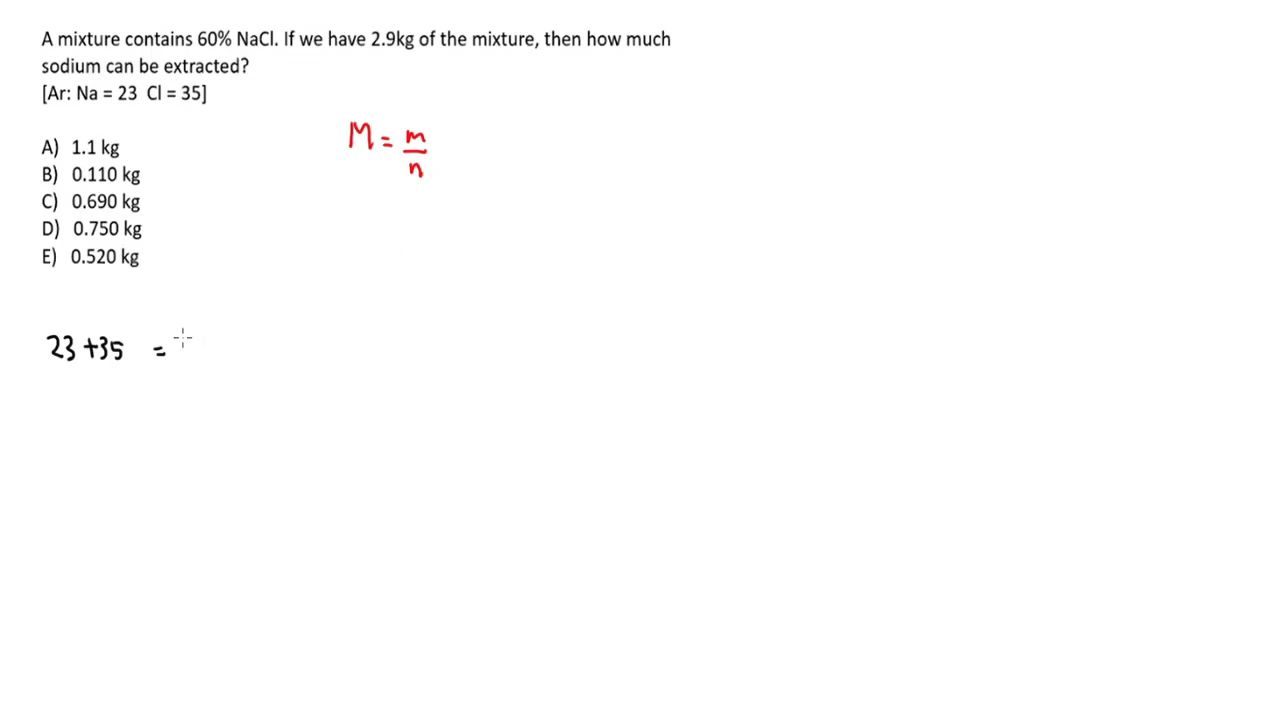 A mixture contains 60% NaCl. If we have 2.9kg of the mixture, then how much
sodium can be extracted?
[Ar: Na = 23  Cl = 35]
A)  1.1 kg
B)  0.110 kg
C)  0.690 kg
D)  0.750 kg
E)  0.520 kg
M = m/n
23 + 35 =